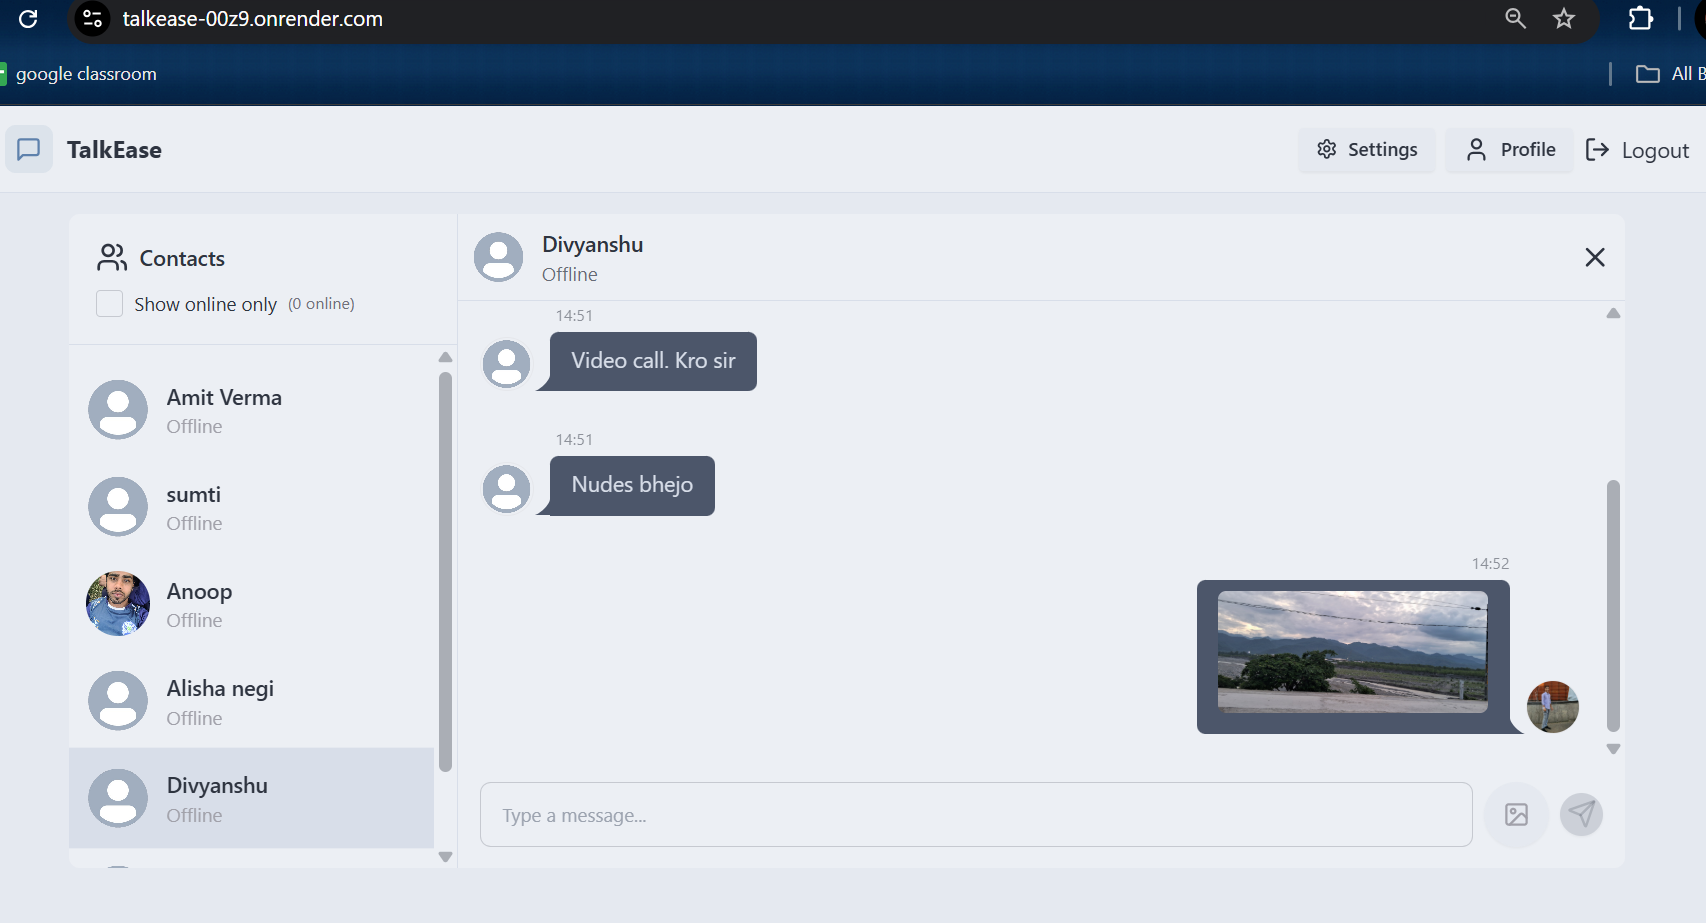 talkease-00z9.onrender.com
google classroom
All B
TalkEase
Settings
Profile
Logout
Contacts
Show online only (0 online)
Amit Verma
Offline
sumti
Offline
Anoop
Offline
Alisha negi
Offline
Divyanshu
Offline
Divyanshu
Offline
14:51
Video call. Kro sir
14:51
Nudes bhejo
14:52
Type a message...